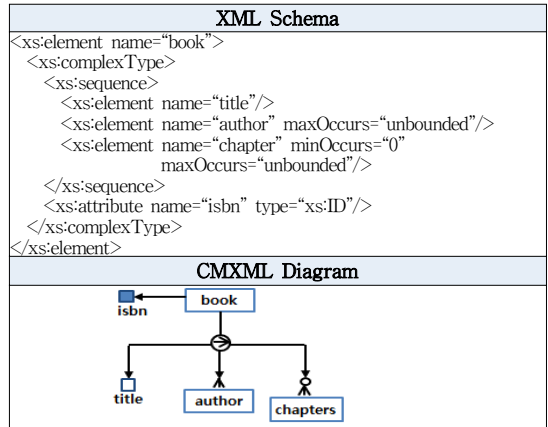 XML Schema
<xs:element name=“book”>
<xs:complexType>
<xs:sequence>
<xs:element name=“title”/>
<xs:element name=“author” maxOccurs=“unbounded”/>
<xs:element name=“chapter” minOccurs=“0”
maxOccurs=“unbounded”/>
</xs:sequence>
<xs:attribute name=“isbn” type=“xs:ID”/>
</xs:complexType>
</xs:element>
CMXML Diagram
book
isbn
title
author
chapters